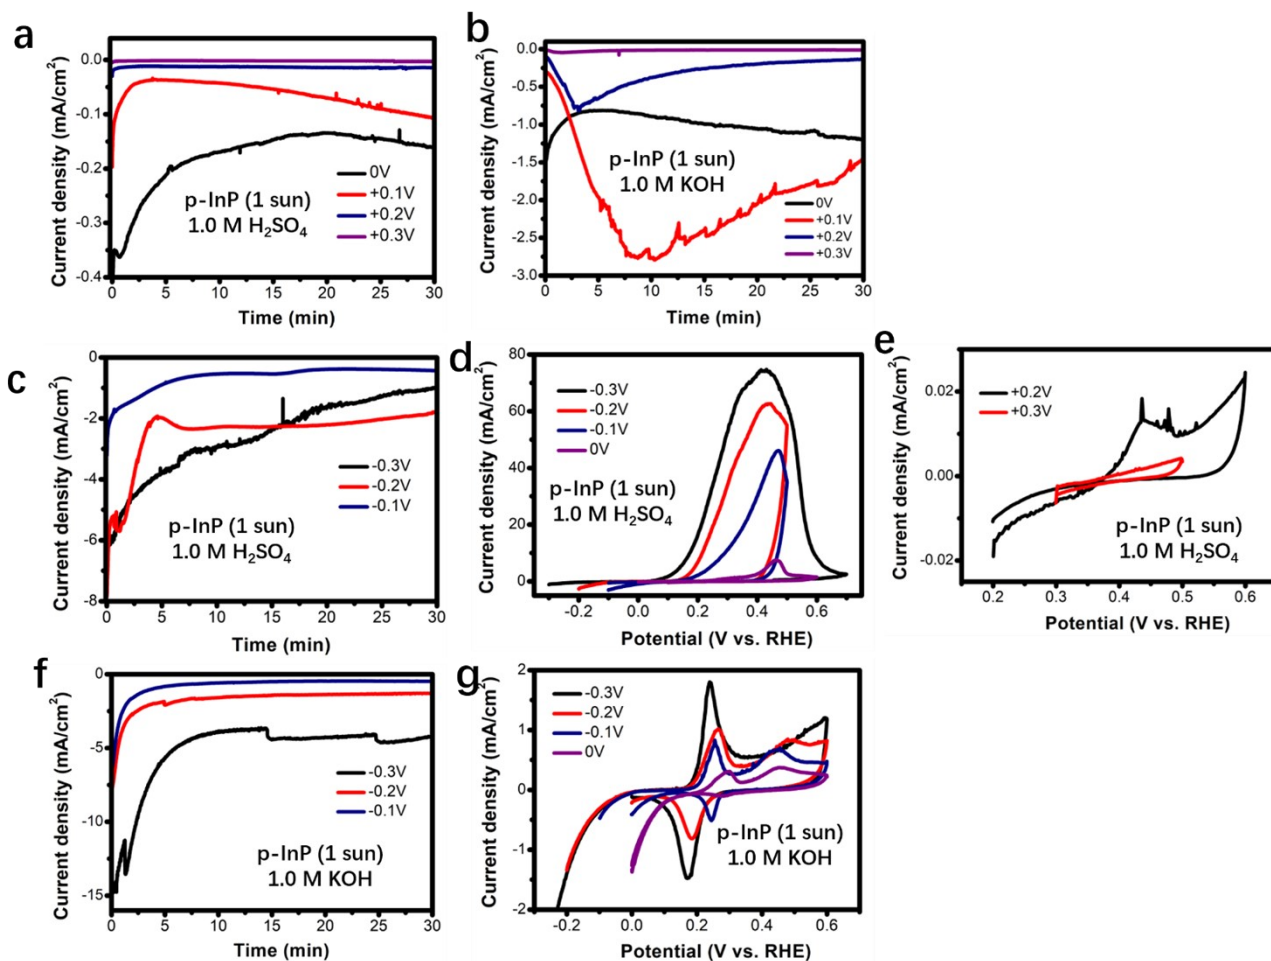 a
Current density (mA/cm²)
0.0
-0.1
-0.2
-0.3
-0.4
0
5
10
15
20
25
30
Time (min)
p-InP (1 sun)
1.0 M H₂SO₄
0V
+0.1V
+0.2V
+0.3V
b
Current density (mA/cm²)
0.0
-0.5
-1.0
-1.5
-2.0
-2.5
-3.0
0
5
10
15
20
25
30
Time (min)
p-InP (1 sun)
1.0 M KOH
0V
+0.1V
+0.2V
+0.3V
c
Current density (mA/cm²)
0
-2
-4
-6
-8
0
5
10
15
20
25
30
Time (min)
p-InP (1 sun)
1.0 M H₂SO₄
-0.3V
-0.2V
-0.1V
d
Current density (mA/cm²)
80
60
40
20
0
-0.2
0.0
0.2
0.4
0.6
Potential (V vs. RHE)
-0.3V
-0.2V
-0.1V
0V
p-InP (1 sun)
1.0 M H₂SO₄
e
Current density (mA/cm²)
0.02
0.00
-0.02
0.2
0.3
0.4
0.5
0.6
Potential (V vs. RHE)
+0.2V
+0.3V
p-InP (1 sun)
1.0 M H₂SO₄
f
Current density (mA/cm²)
0
-5
-10
-15
0
5
10
15
20
25
30
Time (min)
-0.3V
-0.2V
-0.1V
p-InP (1 sun)
1.0 M KOH
g
Current density (mA/cm²)
2
1
0
1
2
-0.2
0.0
0.2
0.4
0.6
Potential (V vs. RHE)
-0.3V
-0.2V
-0.1V
0V
p-InP (1 sun)
1.0 M KOH